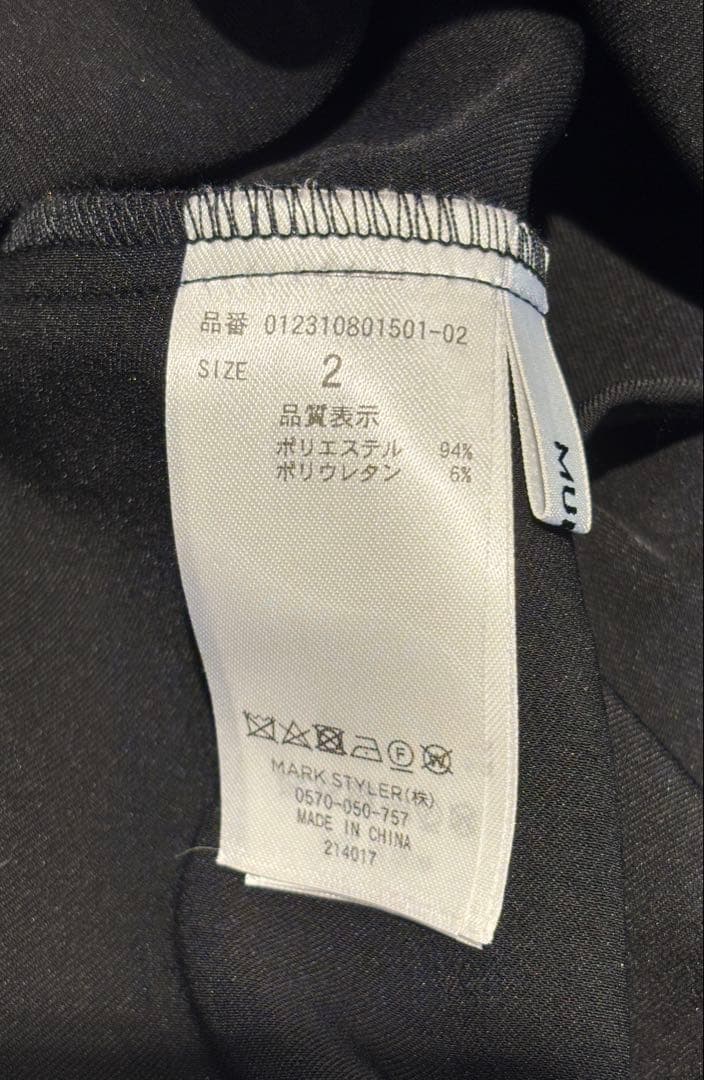 品番 012310801501-02
SIZE 2
品質表示
ポリエステル 94%
ポリウレタン 6%
F W
MARK STYLER(株)
0570-050-757
MADE IN CHINA
214017